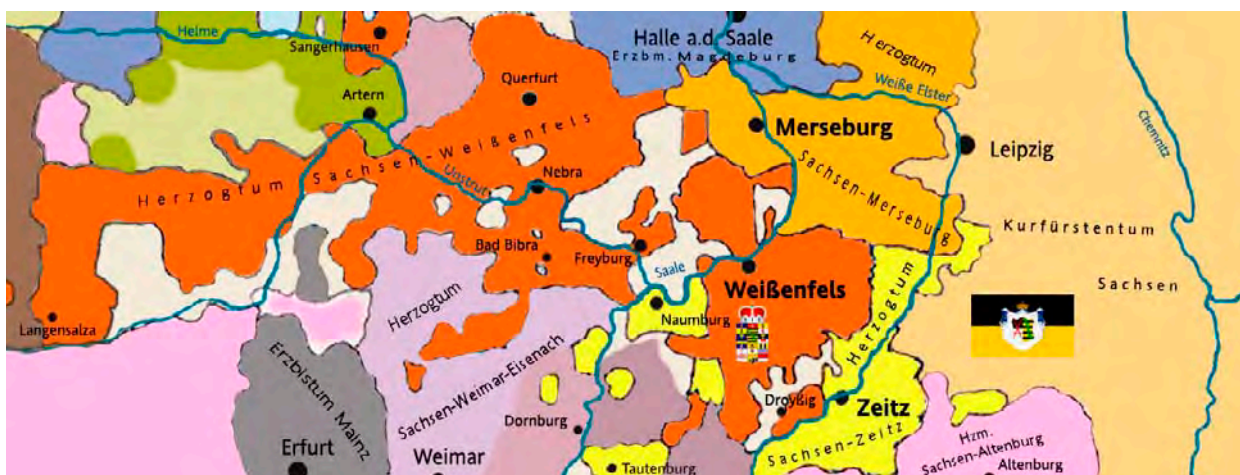 Helme
Sangerhausen
Halle a.d. Saale
Erzbm. Magdeburg
Herzogtum
Querfurt
Weiße Elster
Artern
Merseburg
Leipzig
Chemnitz
Herzogtum Sachsen-Weißenfels
Unstrut
Nebra
Sachsen-Merseburg
Kurfürstentum
Bad Bibra
Freyburg
Saale
Weißenfels
Herzogtum
Sachsen
Langensalza
Herzogtum
Naumburg
Erzbistum Mainz
Sachsen-Weimar-Eisenach
Droyßig
Zeitz
Dornburg
Sachsen-Zeitz
Hzm.
Sachsen-Altenburg
Erfurt
Weimar
Tautenburg
Altenburg